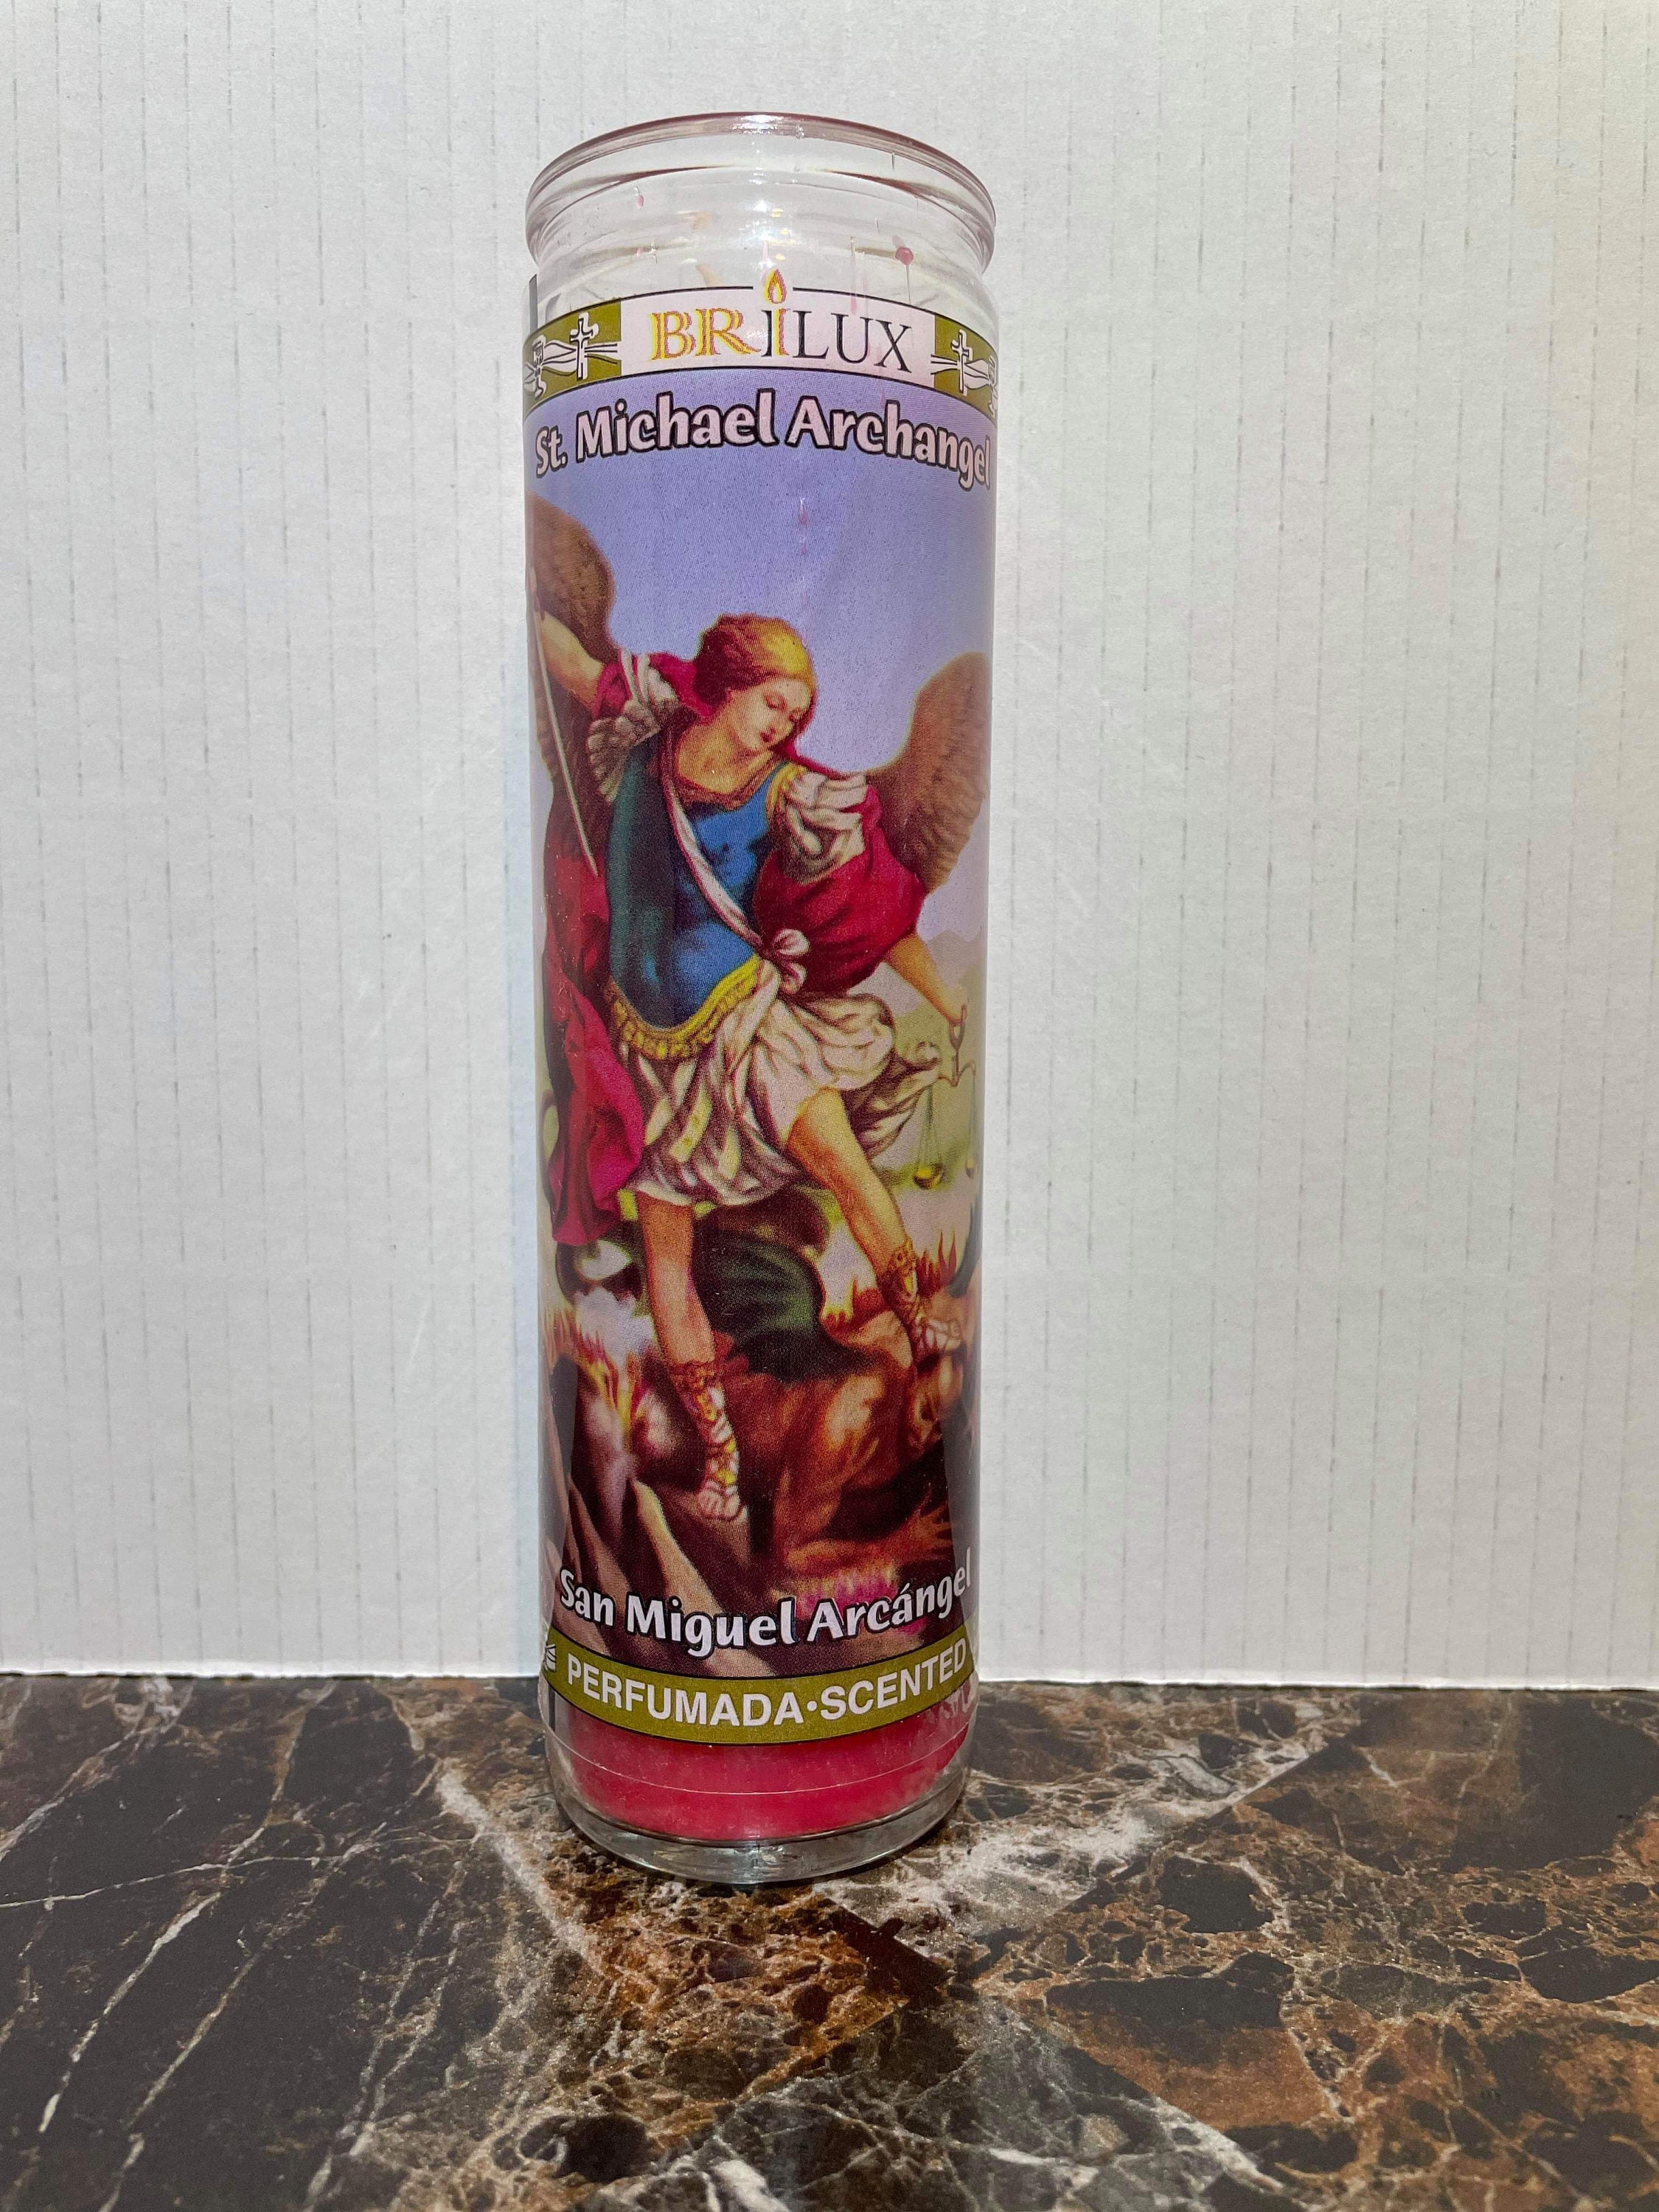 BRiLUX
St. Michael Archangel
San Miguel Arcángel
PERFUMADA•SCENTED